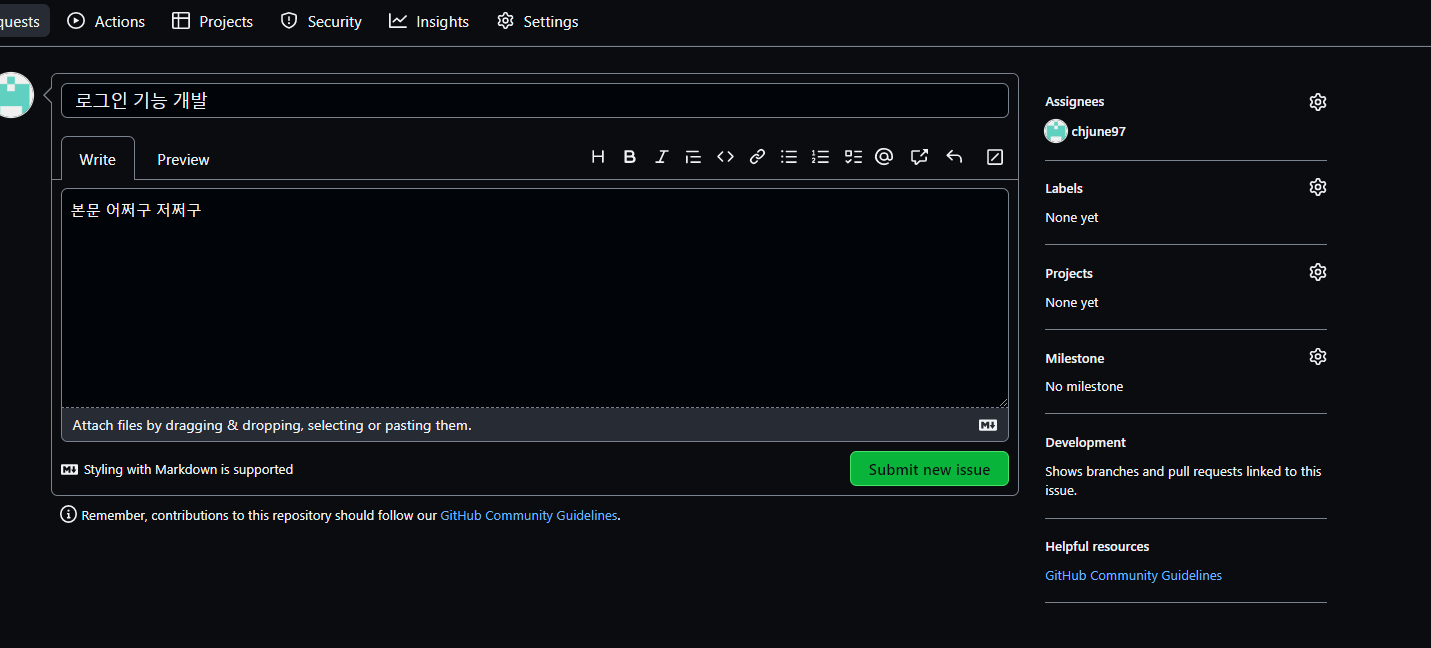 quests Actions Projects Security Insights Settings
로그인 기능 개발
Write Preview H B I <> @
본문 어쩌구 저쩌구
Attach files by dragging & dropping, selecting or pasting them.
Styling with Markdown is supported
Submit new issue
Remember, contributions to this repository should follow our GitHub Community Guidelines.
Assignees
chjune97
Labels
None yet
Projects
None yet
Milestone
No milestone
Development
Shows branches and pull requests linked to this
issue.
Helpful resources
GitHub Community Guidelines